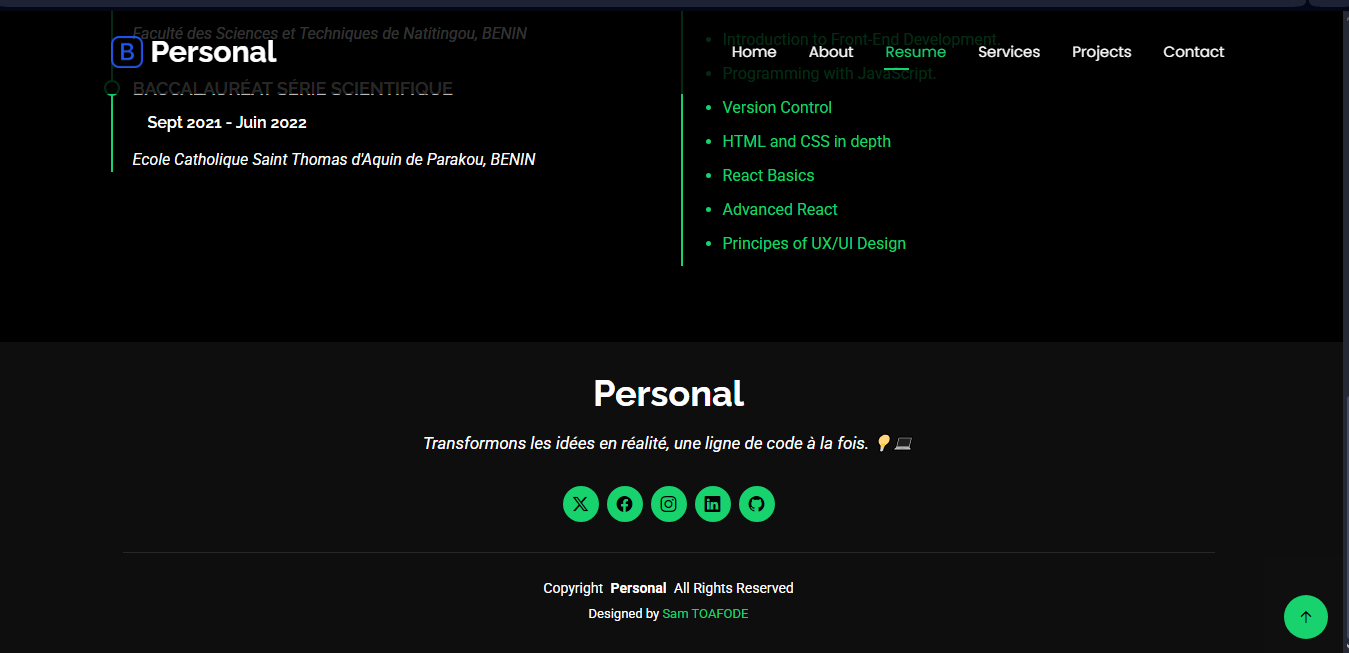 B Personal
Home About Resume Services Projects Contact
Faculté des Sciences et Techniques de Natitingou, BENIN
BACCALAURÉAT SÉRIE SCIENTIFIQUE
Sept 2021 - Juin 2022
Ecole Catholique Saint Thomas d'Aquin de Parakou, BENIN
Introduction to Front-End Development.
Programming with JavaScript.
Version Control
HTML and CSS in depth
React Basics
Advanced React
Principes of UX/UI Design
Personal
Transformons les idées en réalité, une ligne de code à la fois. 💡💻
Copyright Personal All Rights Reserved
Designed by Sam TOAFODE